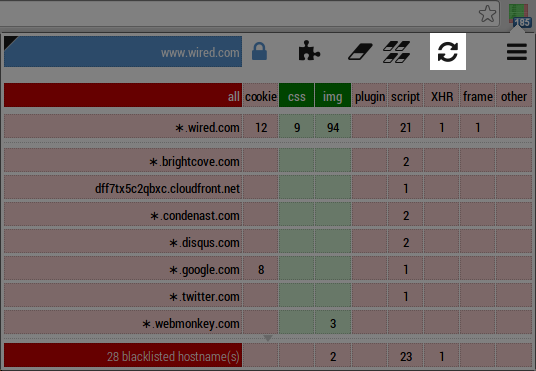 185
www.wired.com
all cookie css img plugin script XHR frame other
∗.wired.com 12 9 94 21 1 1
∗.brightcove.com 2
dff7tx5c2qbxc.cloudfront.net 1
∗.condenast.com 2
∗.disqus.com 2
∗.google.com 8 1
∗.twitter.com 1
∗.webmonkey.com 3
28 blacklisted hostname(s) 2 23 1